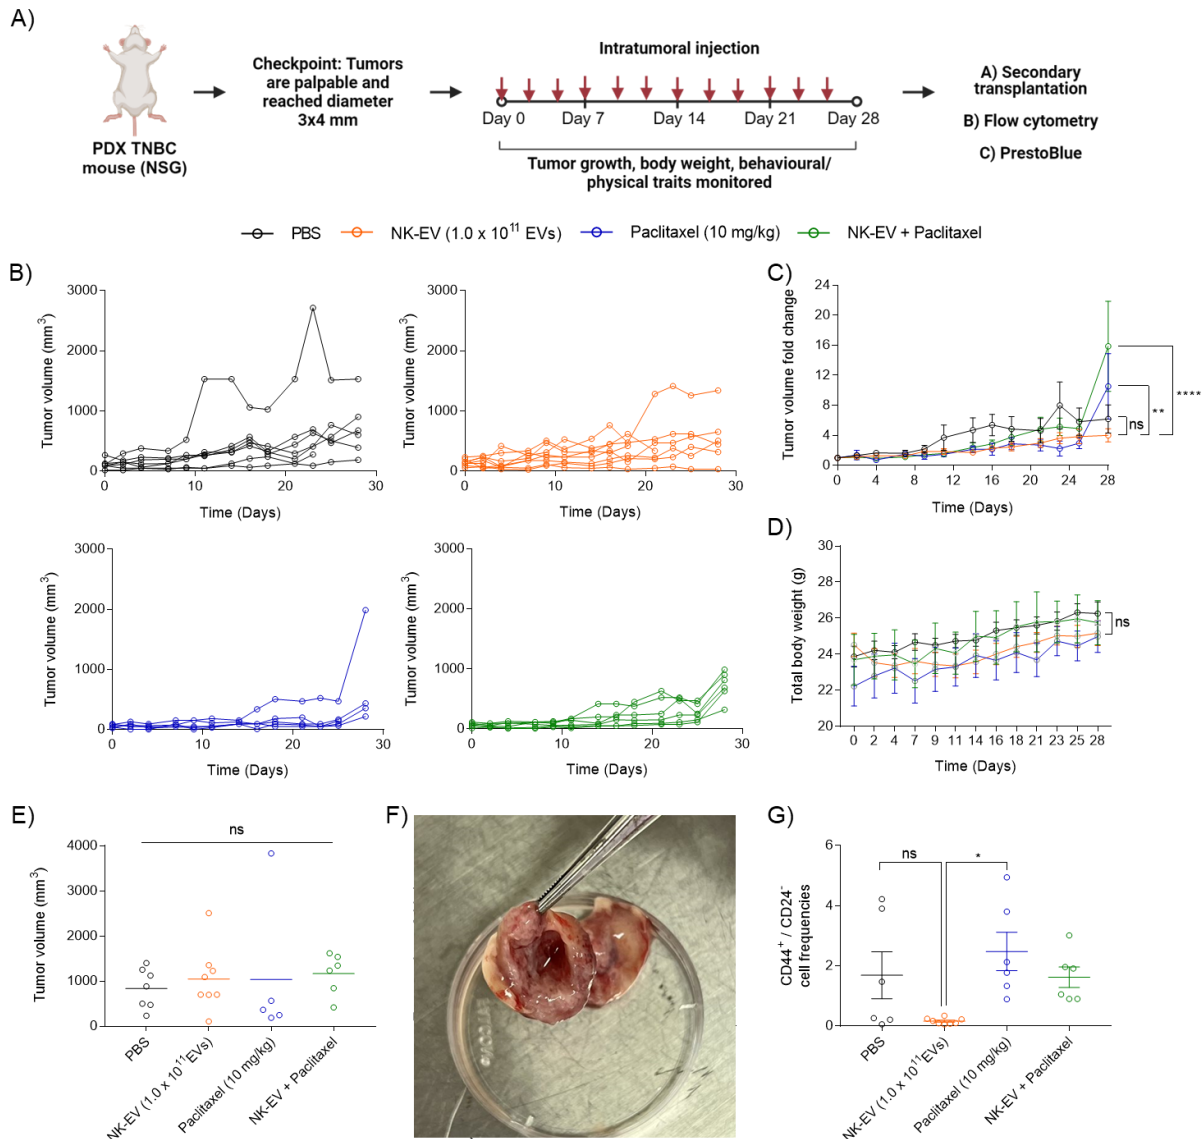 A)
PDX TNBC
mouse (NSG)
Checkpoint: Tumors
are palpable and
reached diameter
3x4 mm
Intratumoral injection
Day 0 Day 7 Day 14 Day 21 Day 28
Tumor growth, body weight, behavioural/
physical traits monitored
A) Secondary
transplantation
B) Flow cytometry
C) PrestoBlue
PBS NK-EV (1.0 x 10¹¹ EVs) Paclitaxel (10 mg/kg) NK-EV + Paclitaxel
B)
Tumor volume (mm³)
3000
2000
1000
0
0 10 20 30
Time (Days)
Tumor volume (mm³)
3000
2000
1000
0
0 10 20 30
Time (Days)
Tumor volume (mm³)
3000
2000
1000
0
0 10 20 30
Time (Days)
Tumor volume (mm³)
3000
2000
1000
0
0 10 20 30
Time (Days)
C)
Tumor volume fold change
24
20
16
12
8
4
0
0 4 8 12 16 20 24 28
Time (Days)
ns
**
****
D)
Total body weight (g)
30
28
26
24
22
20
0 2 4 7 9 11 14 16 18 21 23 25 28
Time (Days)
ns
E)
Tumor volume (mm³)
4000
3000
2000
1000
0
ns
PBS
NK-EV (1.0 x 10¹¹ EVs)
Paclitaxel (10 mg/kg)
NK-EV + Paclitaxel
F)
G)
CD44⁺ / CD24⁻
cell frequencies
6
4
2
0
ns
*
PBS
NK-EV (1.0 x 10¹¹ EVs)
Paclitaxel (10 mg/kg)
NK-EV + Paclitaxel